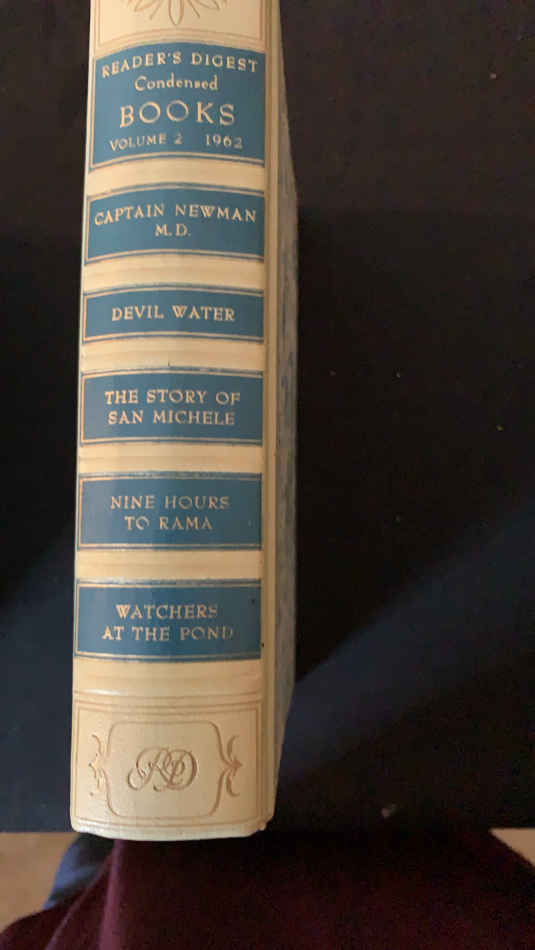 READER'S DIGEST
Condensed
BOOKS
VOLUME 2 1962
CAPTAIN NEWMAN
M.D.
DEVIL WATER
THE STORY OF
SAN MICHELE
NINE HOURS
TO RAMA
WATCHERS
AT THE POND
RD